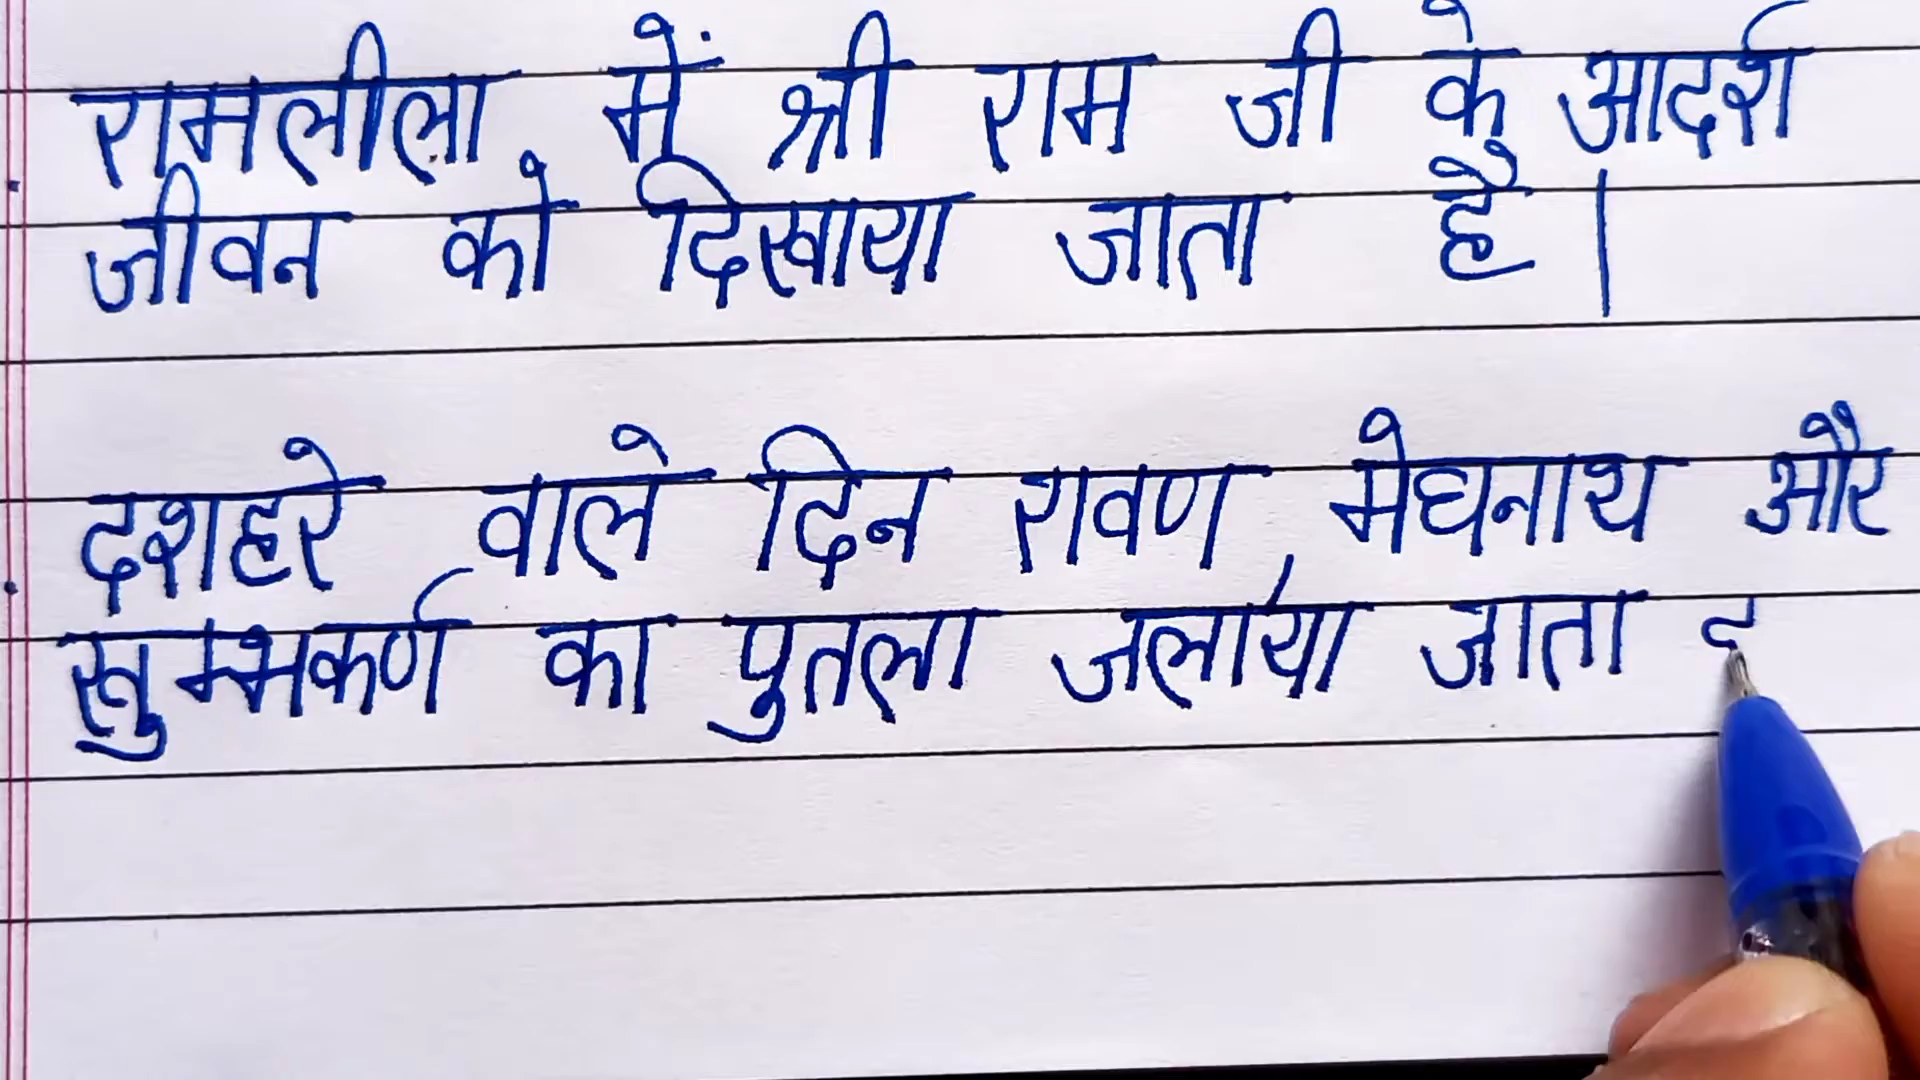 रामलीला में श्री राम जी के आदर्श
जीवन को दिखाया जाता है।
दशहरे वाले दिन रावण, मेघनाथ और
खुम्भकर्ण का पुतला जलाया जाता